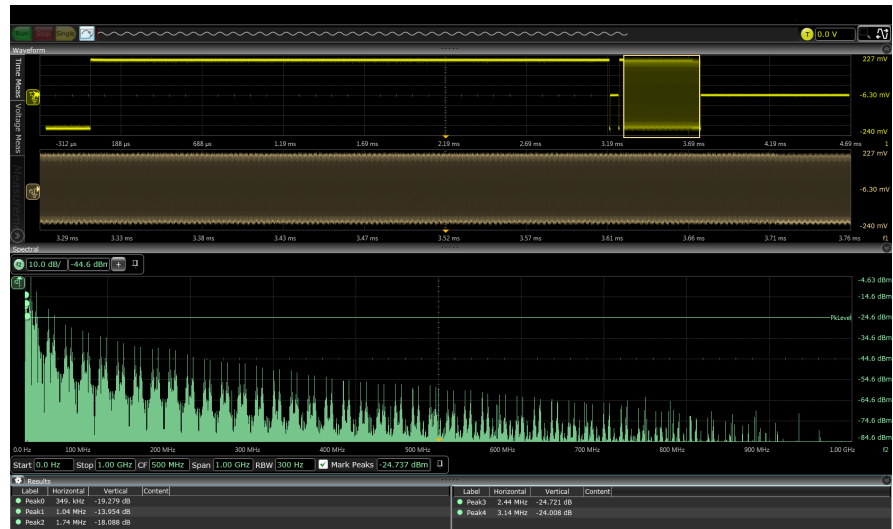 Run Stop Single T 0.0 V
Waveform
Time Meas
Voltage Meas
Measurements
227 mV
-6.30 mV
-240 mV
-312 µs 188 µs 688 µs 1.19 ms 1.69 ms 2.19 ms 2.69 ms 3.19 ms 3.69 ms 4.19 ms 4.69 ms 1
227 mV
-6.30 mV
-240 mV
3.29 ms 3.33 ms 3.38 ms 3.43 ms 3.47 ms 3.52 ms 3.57 ms 3.61 ms 3.66 ms 3.71 ms 3.76 ms f1
Spectral
f2 10.0 dB/ -44.6 dBm +
-4.63 dBm
-14.6 dBm
PkLevel -24.6 dBm
-34.6 dBm
-44.6 dBm
-54.6 dBm
-64.6 dBm
-74.6 dBm
-84.6 dBm
0.0 Hz 100 MHz 200 MHz 300 MHz 400 MHz 500 MHz 600 MHz 700 MHz 800 MHz 900 MHz 1.00 GHz f2
Start 0.0 Hz Stop 1.00 GHz CF 500 MHz Span 1.00 GHz RBW 300 Hz Mark Peaks -24.737 dBm
Results
Label Horizontal Vertical Content
Peak0 349. kHz -19.279 dB
Peak1 1.04 MHz -13.954 dB
Peak2 1.74 MHz -18.088 dB
Label Horizontal Vertical Content
Peak3 2.44 MHz -24.721 dB
Peak4 3.14 MHz -24.008 dB